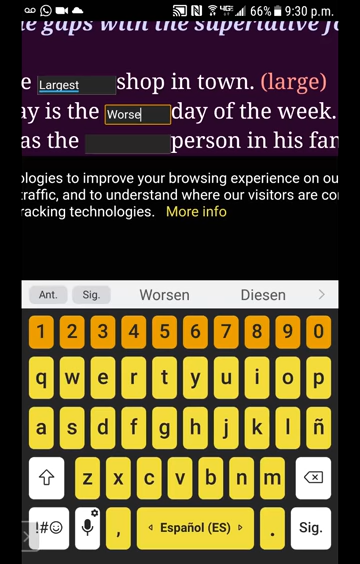 66% 9:30 p.m.
e gaps with the superlative fo
e Largest shop in town. (large)
ay is the Worse day of the week.
as the person in his fan
ologies to improve your browsing experience on ou
traffic, and to understand where our visitors are co
racking technologies. More info
Ant. Sig. Worsen Diesen
1 2 3 4 5 6 7 8 9 0
q w e r t y u i o p
a s d f g h j k l ñ
z x c v b n m
!#☺ , Español (ES) . Sig.